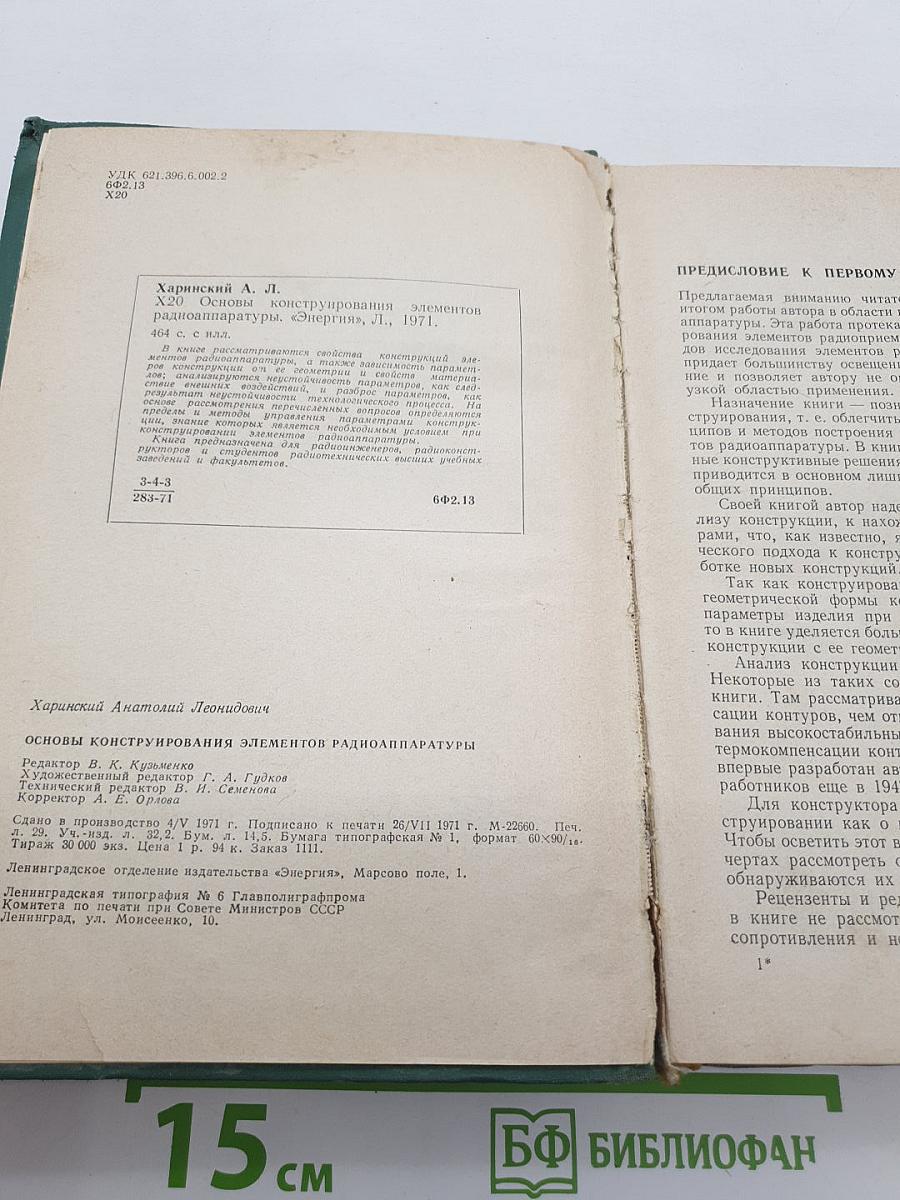 УДК 621.396.6.002.2
6Ф2.13
Х20
Харинский А. Л.
Х20 Основы конструирования элементов
радиоаппаратуры. «Энергия», Л., 1971.
464 с. с илл.
В книге рассматриваются свойства конструкций эле-
ментов радиоаппаратуры, а также зависимость парамет-
ров конструкции от ее геометрии и свойств материа-
лов; анализируются неустойчивость параметров, как след-
ствие внешних воздействий, и разброс параметров, как
результат неустойчивости технологического процесса. На
основе рассмотрения перечисленных вопросов определяются
пределы и методы управления параметрами конструк-
ции, знание которых является необходимым условием при
конструировании элементов радиоаппаратуры.
Книга предназначена для радиоинженеров, радиоконст-
рукторов и студентов радиотехнических высших учебных
заведений и факультетов.
3-4-3
283-71
6Ф2.13
Харинский Анатолий Леонидович
ОСНОВЫ КОНСТРУИРОВАНИЯ ЭЛЕМЕНТОВ РАДИОАППАРАТУРЫ
Редактор В. К. Кузьменко
Художественный редактор Г. А. Гудков
Технический редактор В. И. Семенова
Корректор А. Е. Орлова
Сдано в производство 4/V 1971 г. Подписано к печати 26/VII 1971 г. М-22660. Печ.
л. 29. Уч.-изд. л. 32,2. Бум. л. 14,5. Бумага типографская № 1, формат 60×90/16.
Тираж 30 000 экз. Цена 1 р. 94 к. Заказ 1111.
Ленинградское отделение издательства «Энергия», Марсово поле, 1.
Ленинградская типография № 6 Главполиграфпрома
Комитета по печати при Совете Министров СССР
Ленинград, ул. Моисеенко, 10.
ПРЕДИСЛОВИЕ К ПЕРВОМУ
Предлагаемая вниманию читате
итогом работы автора в области
аппаратуры. Эта работа протека
рования элементов радиоприем
дов исследования элементов р
придает большинству освещен
ние и позволяет автору не о
узкой областью применения.
Назначение книги — позн
струирования, т. е. облегчить
ципов и методов построения
тов радиоаппаратуры. В книг
ные конструктивные решения
приводится в основном лишь
общих принципов.
Своей книгой автор наде
лизу конструкции, к нахож
рами, что, как известно, я
ческого подхода к констру
ботке новых конструкций.
Так как конструирован
геометрической формы к
параметры изделия при
то в книге уделяется боль
конструкции с ее геомет
Анализ конструкции
Некоторые из таких со
книги. Там рассматрива
сации контуров, чем от
вания высокостабильны
термокомпенсации конт
впервые разработан ав
работников еще в 194
Для конструктора
струировании как о
Чтобы осветить этот в
чертах рассмотреть о
обнаруживаются их
Рецензенты и ред
в книге не рассмот
сопротивления и н
1*
15 см
БФ БИБЛИОФАН